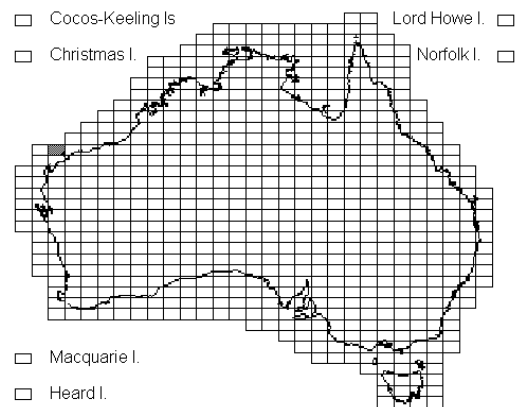 Cocos-Keeling Is
Lord Howe I.
Christmas I.
Norfolk I.
Macquarie I.
Heard I.